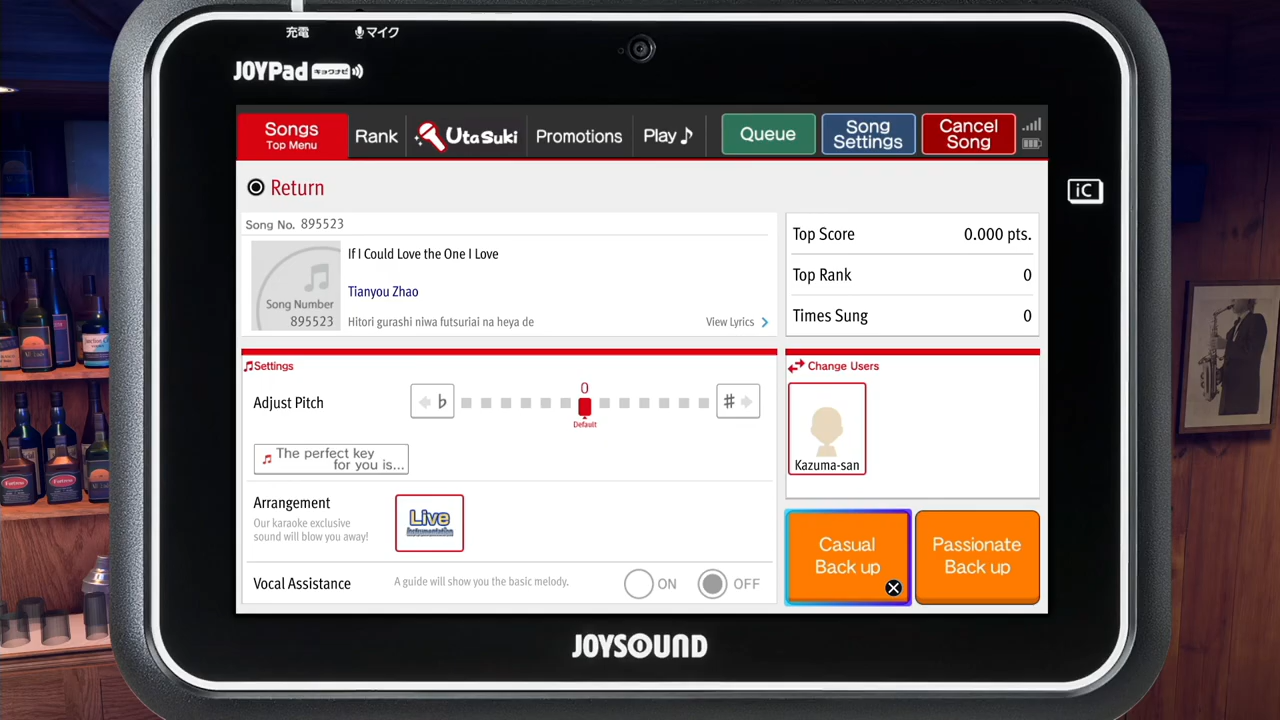 充電
マイク
JOYPad キョクナビ
Songs
Top Menu
Rank
Uta Suki
Promotions
Play♪
Queue
Song
Settings
Cancel
Song
iC
Return
Song No. 895523
Song Number
895523
If I Could Love the One I Love
Tianyou Zhao
Hitori gurashi niwa futsuriai na heya de
View Lyrics
Top Score 0.000 pts.
Top Rank 0
Times Sung 0
Settings
Adjust Pitch
♭
0
Default
♯
The perfect key
for you is...
Arrangement
Our karaoke exclusive
sound will blow you away!
Live
Instrumentation
Vocal Assistance
A guide will show you the basic melody.
ON
OFF
Change Users
Kazuma-san
Casual
Back up
Passionate
Back up
JOYSOUND